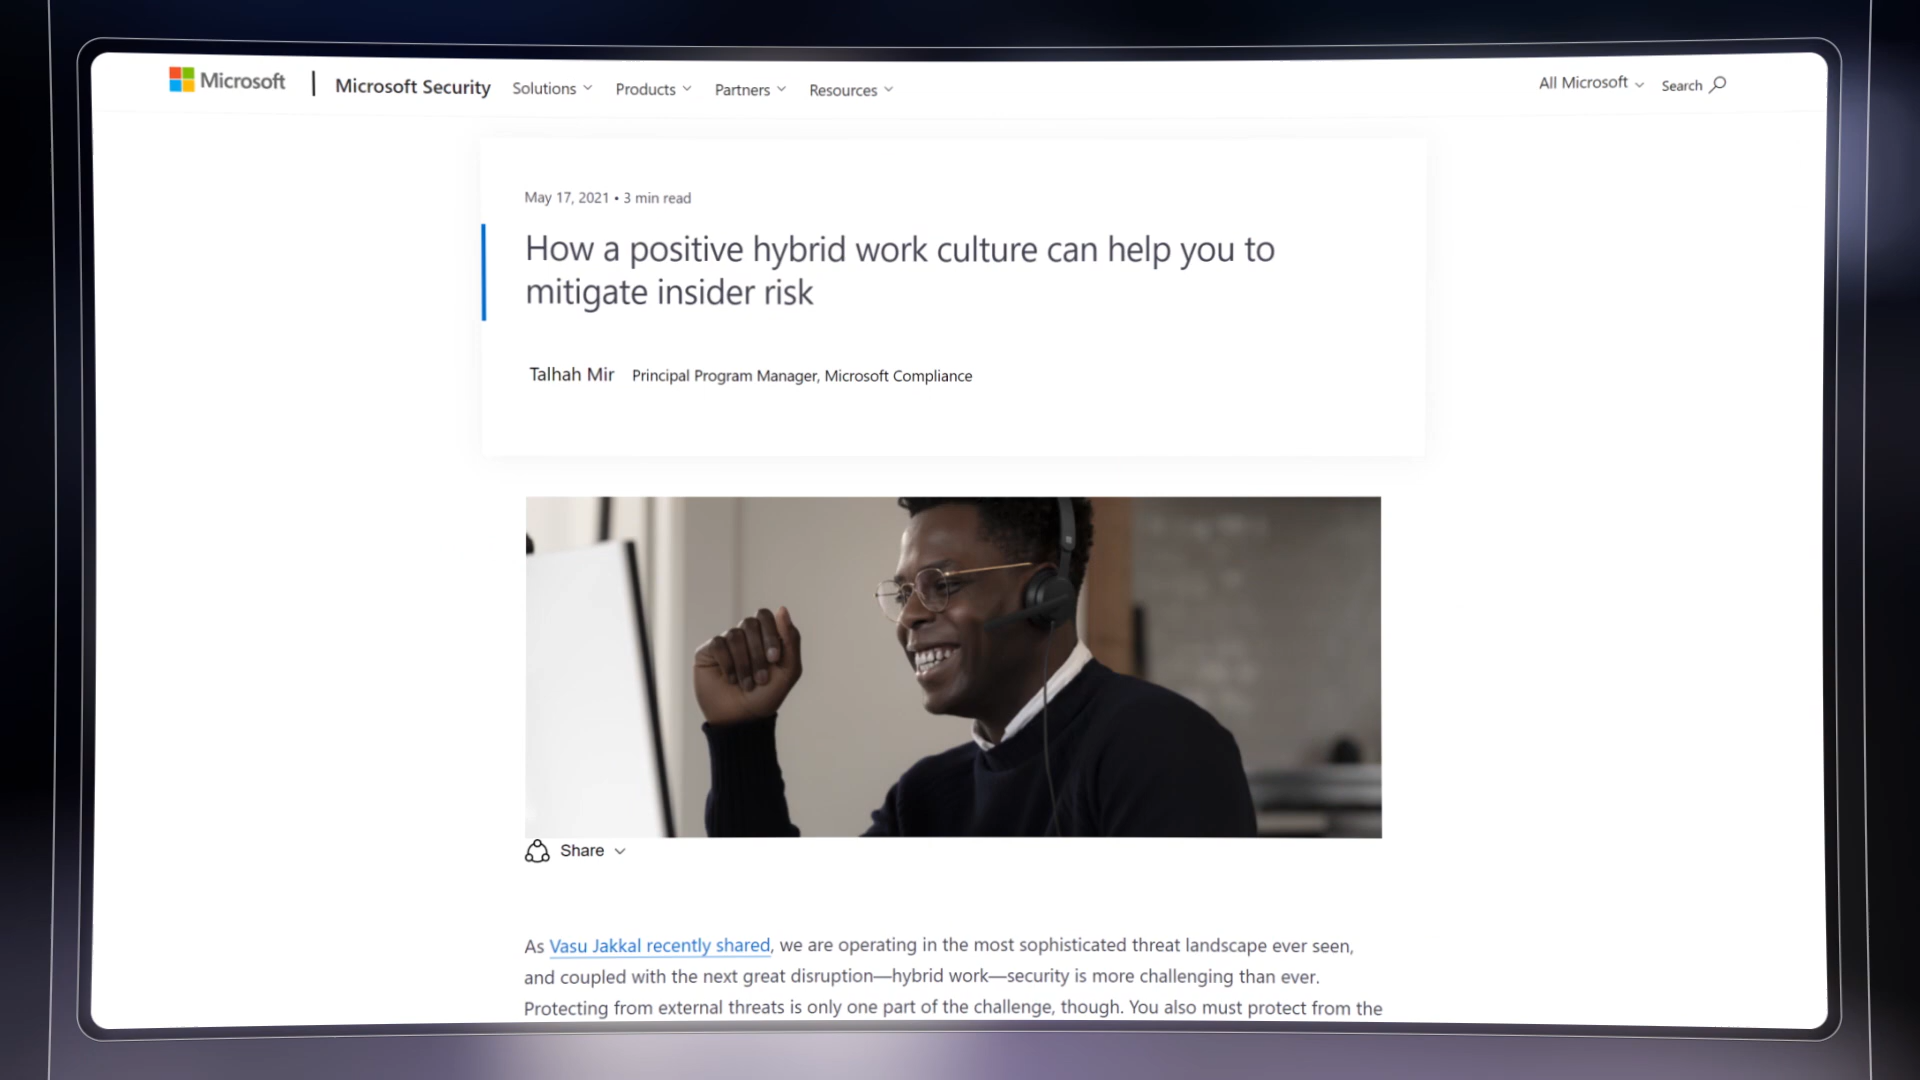 Microsoft | Microsoft Security Solutions Products Partners Resources All Microsoft Search
May 17, 2021 • 3 min read
How a positive hybrid work culture can help you to
mitigate insider risk
Talhah Mir Principal Program Manager, Microsoft Compliance
Share
As Vasu Jakkal recently shared, we are operating in the most sophisticated threat landscape ever seen,
and coupled with the next great disruption—hybrid work—security is more challenging than ever.
Protecting from external threats is only one part of the challenge, though. You also must protect from the